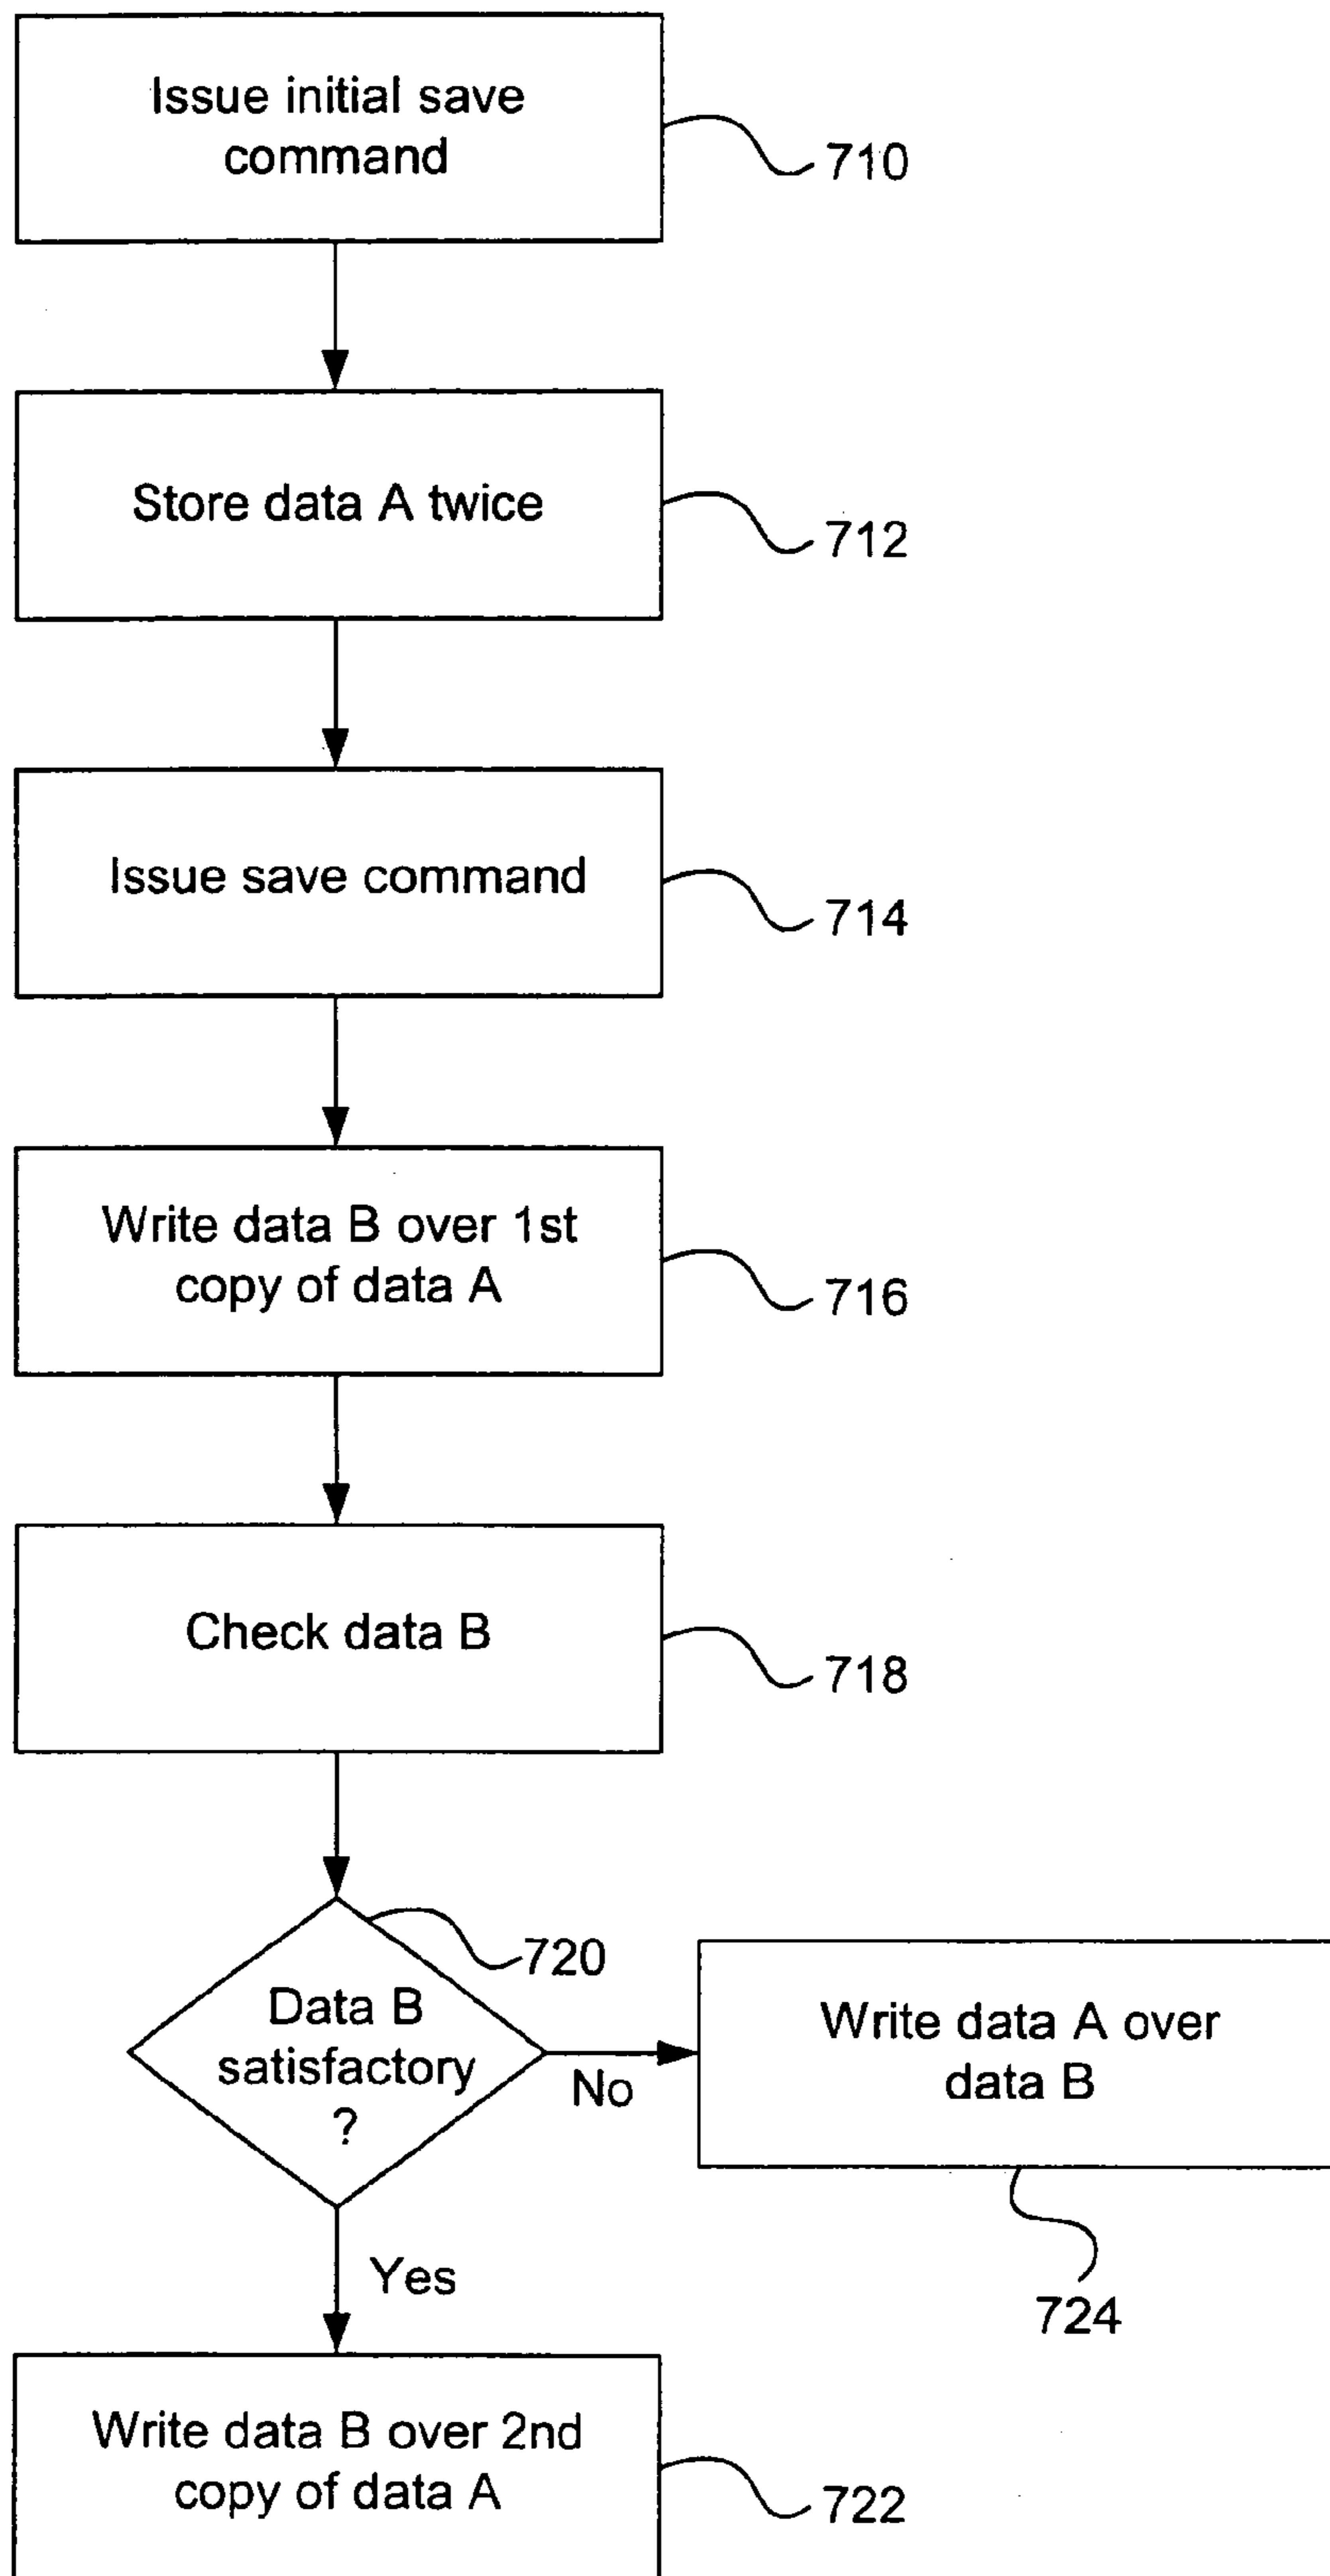 Issue initial save
command
710
Store data A twice
712
Issue save command
714
Write data B over 1st
copy of data A
716
Check data B
718
720
Data B
satisfactory
?
No
Write data A over
data B
724
Yes
Write data B over 2nd
copy of data A
722